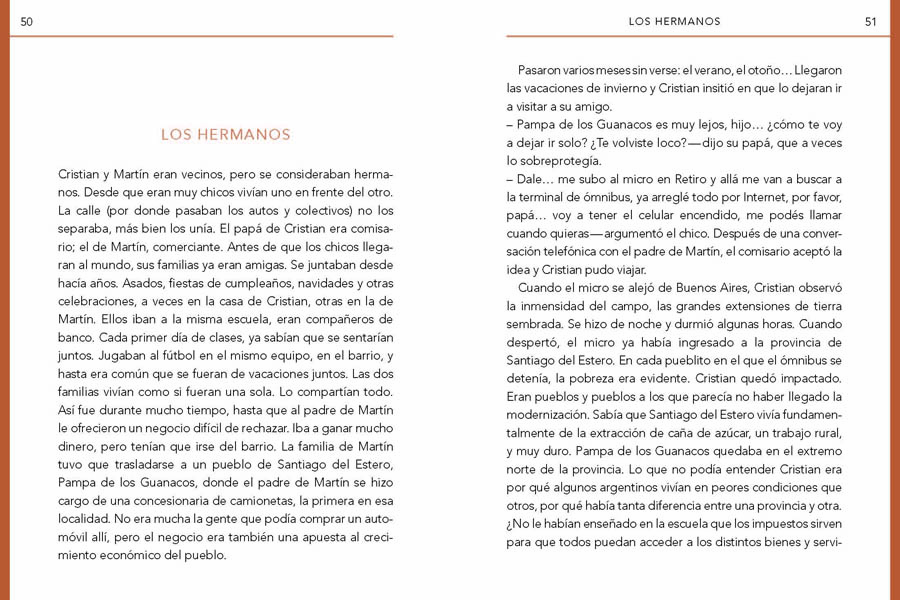 50
LOS HERMANOS
Cristian y Martín eran vecinos, pero se consideraban herma-
nos. Desde que eran muy chicos vivían uno en frente del otro.
La calle (por donde pasaban los autos y colectivos) no los
separaba, más bien los unía. El papá de Cristian era comisa-
rio; el de Martín, comerciante. Antes de que los chicos llega-
ran al mundo, sus familias ya eran amigas. Se juntaban desde
hacía años. Asados, fiestas de cumpleaños, navidades y otras
celebraciones, a veces en la casa de Cristian, otras en la de
Martín. Ellos iban a la misma escuela, eran compañeros de
banco. Cada primer día de clases, ya sabían que se sentarían
juntos. Jugaban al fútbol en el mismo equipo, en el barrio, y
hasta era común que se fueran de vacaciones juntos. Las dos
familias vivían como si fueran una sola. Lo compartían todo.
Así fue durante mucho tiempo, hasta que al padre de Martín
le ofrecieron un negocio difícil de rechazar. Iba a ganar mucho
dinero, pero tenían que irse del barrio. La familia de Martín
tuvo que trasladarse a un pueblo de Santiago del Estero,
Pampa de los Guanacos, donde el padre de Martín se hizo
cargo de una concesionaria de camionetas, la primera en esa
localidad. No era mucha la gente que podía comprar un auto-
móvil allí, pero el negocio era también una apuesta al creci-
miento económico del pueblo.
LOS HERMANOS
51
Pasaron varios meses sin verse: el verano, el otoño… Llegaron
las vacaciones de invierno y Cristian insitió en que lo dejaran ir
a visitar a su amigo.
– Pampa de los Guanacos es muy lejos, hijo… ¿cómo te voy
a dejar ir solo? ¿Te volviste loco?—dijo su papá, que a veces
lo sobreprotegía.
– Dale… me subo al micro en Retiro y allá me van a buscar a
la terminal de ómnibus, ya arreglé todo por Internet, por favor,
papá… voy a tener el celular encendido, me podés llamar
cuando quieras—argumentó el chico. Después de una conver-
sación telefónica con el padre de Martín, el comisario aceptó la
idea y Cristian pudo viajar.
Cuando el micro se alejó de Buenos Aires, Cristian observó
la inmensidad del campo, las grandes extensiones de tierra
sembrada. Se hizo de noche y durmió algunas horas. Cuando
despertó, el micro ya había ingresado a la provincia de
Santiago del Estero. En cada pueblito en el que el ómnibus se
detenía, la pobreza era evidente. Cristian quedó impactado.
Eran pueblos y pueblos a los que parecía no haber llegado la
modernización. Sabía que Santiago del Estero vivía fundamen-
talmente de la extracción de caña de azúcar, un trabajo rural,
y muy duro. Pampa de los Guanacos quedaba en el extremo
norte de la provincia. Lo que no podía entender Cristian era
por qué algunos argentinos vivían en peores condiciones que
otros, por qué había tanta diferencia entre una provincia y otra.
¿No le habían enseñado en la escuela que los impuestos sirven
para que todos puedan acceder a los distintos bienes y servi-